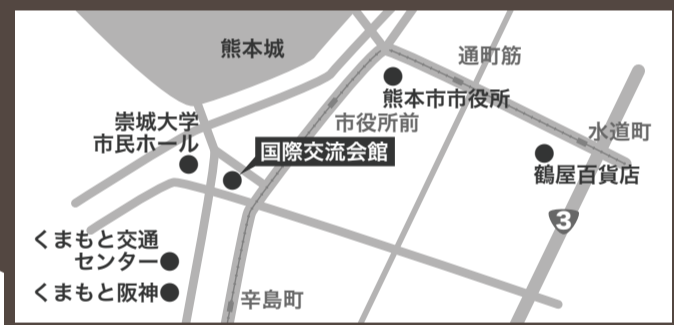 熊本城
通町筋
熊本市市役所
市役所前
水道町
崇城大学
市民ホール
国際交流会館
鶴屋百貨店
3
くまもと交通
センター
くまもと阪神
辛島町